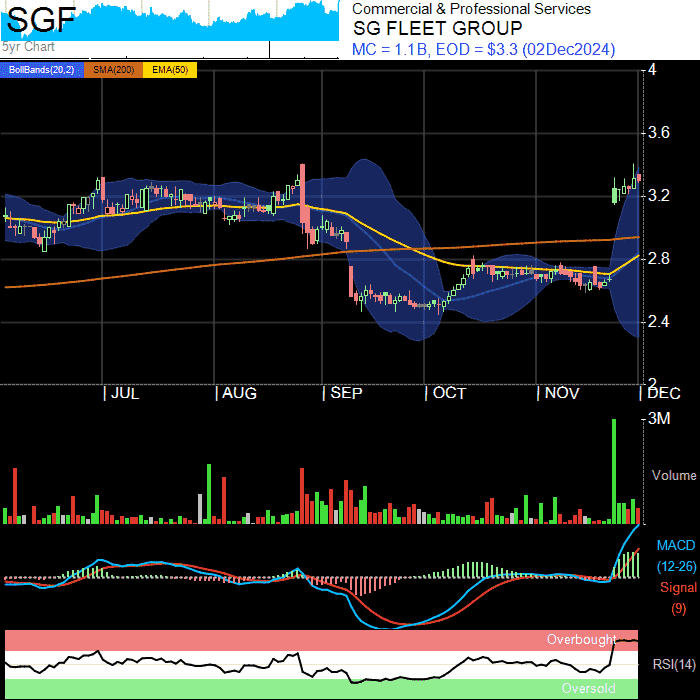 SGF
5yr Chart
Commercial & Professional Services
SG FLEET GROUP
MC = 1.1B, EOD = $3.3 (02Dec2024)
BollBands(20,2) SMA(200) EMA(50)
4
3.6
3.2
2.8
2.4
2
JUL AUG SEP OCT NOV DEC
3M
Volume
MACD
(12-26)
Signal
(9)
Overbought
RSI(14)
Oversold